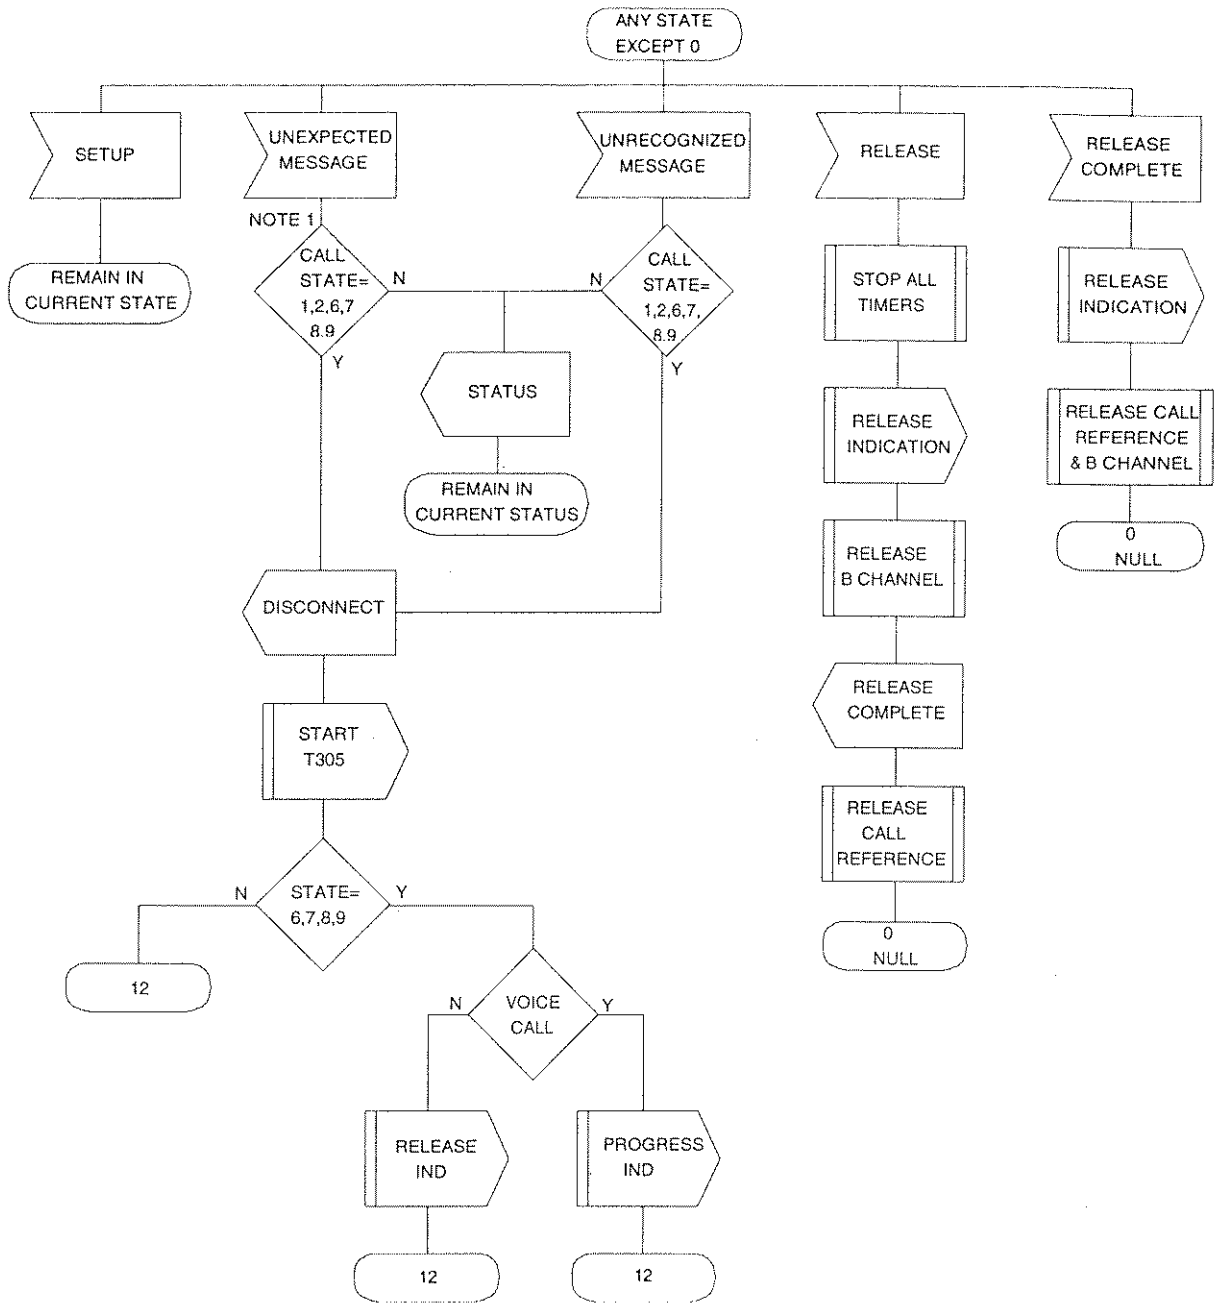 ANY STATE
EXCEPT 0
SETUP
UNEXPECTED
MESSAGE
UNRECOGNIZED
MESSAGE
RELEASE
RELEASE
COMPLETE
NOTE 1
REMAIN IN
CURRENT STATE
CALL
STATE=
1,2,6,7
8.9
N
Y
N
CALL
STATE=
1,2,6,7,
8.9
Y
STATUS
REMAIN IN
CURRENT STATUS
STOP ALL
TIMERS
RELEASE
INDICATION
RELEASE
B CHANNEL
RELEASE
COMPLETE
RELEASE
CALL
REFERENCE
0
NULL
RELEASE
INDICATION
RELEASE CALL
REFERENCE
& B CHANNEL
0
NULL
DISCONNECT
START
T305
N
STATE=
6,7,8,9
Y
12
N
VOICE
CALL
Y
RELEASE
IND
PROGRESS
IND
12
12